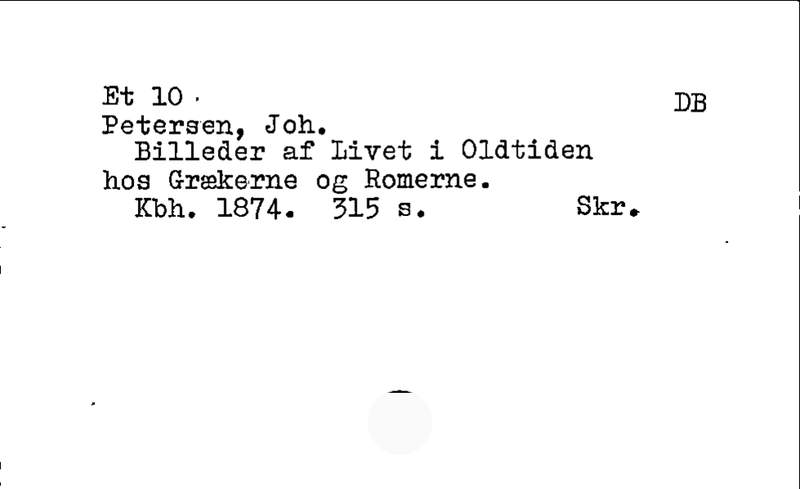 Et 10 DB
Petersen, Joh.
Billeder af Livet i Oldtiden
hos Grækerne og Romerne.
Kbh. 1874. 315 s. Skr.